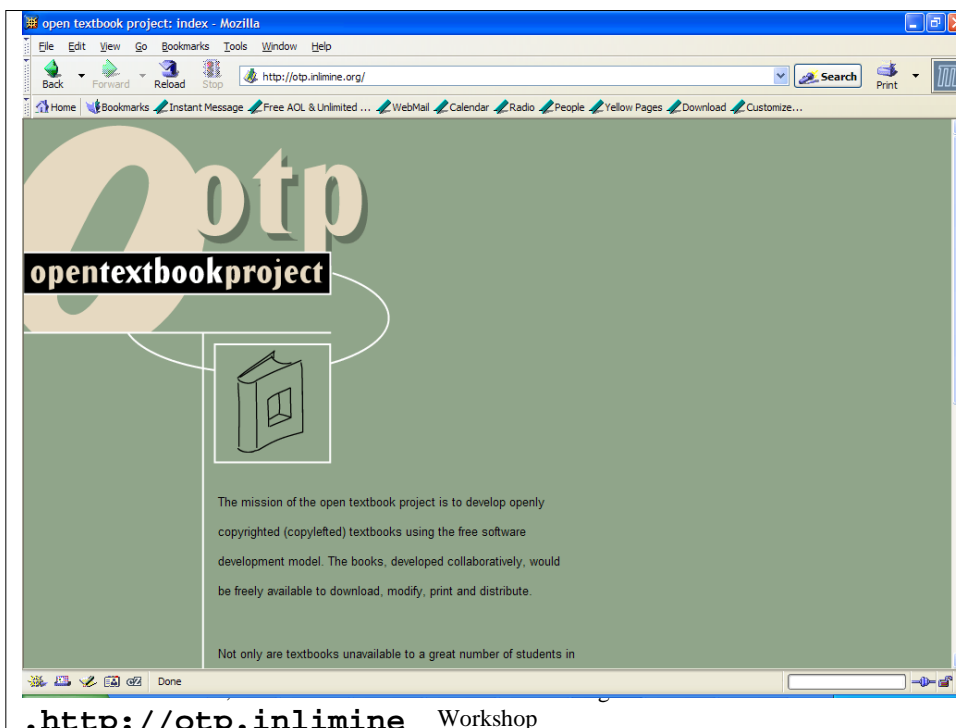 open textbook project: index - Mozilla
File Edit View Go Bookmarks Tools Window Help
Back Forward Reload Stop http://otp.inlimine.org/ Search Print
Home Bookmarks Instant Message Free AOL & Unlimited ... WebMail Calendar Radio People Yellow Pages Download Customize...
otp
opentextbookproject
The mission of the open textbook project is to develop openly
copyrighted (copylefted) textbooks using the free software
development model. The books, developed collaboratively, would
be freely available to download, modify, print and distribute.
Not only are textbooks unavailable to a great number of students in
Done
.http://otp.inlimine Workshop